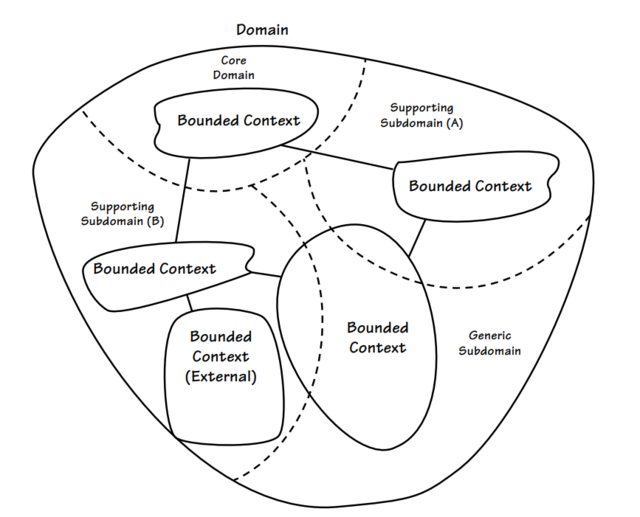 Domain
Core
Domain
Bounded Context
Supporting
Subdomain (A)
Bounded Context
Supporting
Subdomain (B)
Bounded Context
Bounded
Context
(External)
Bounded
Context
Generic
Subdomain